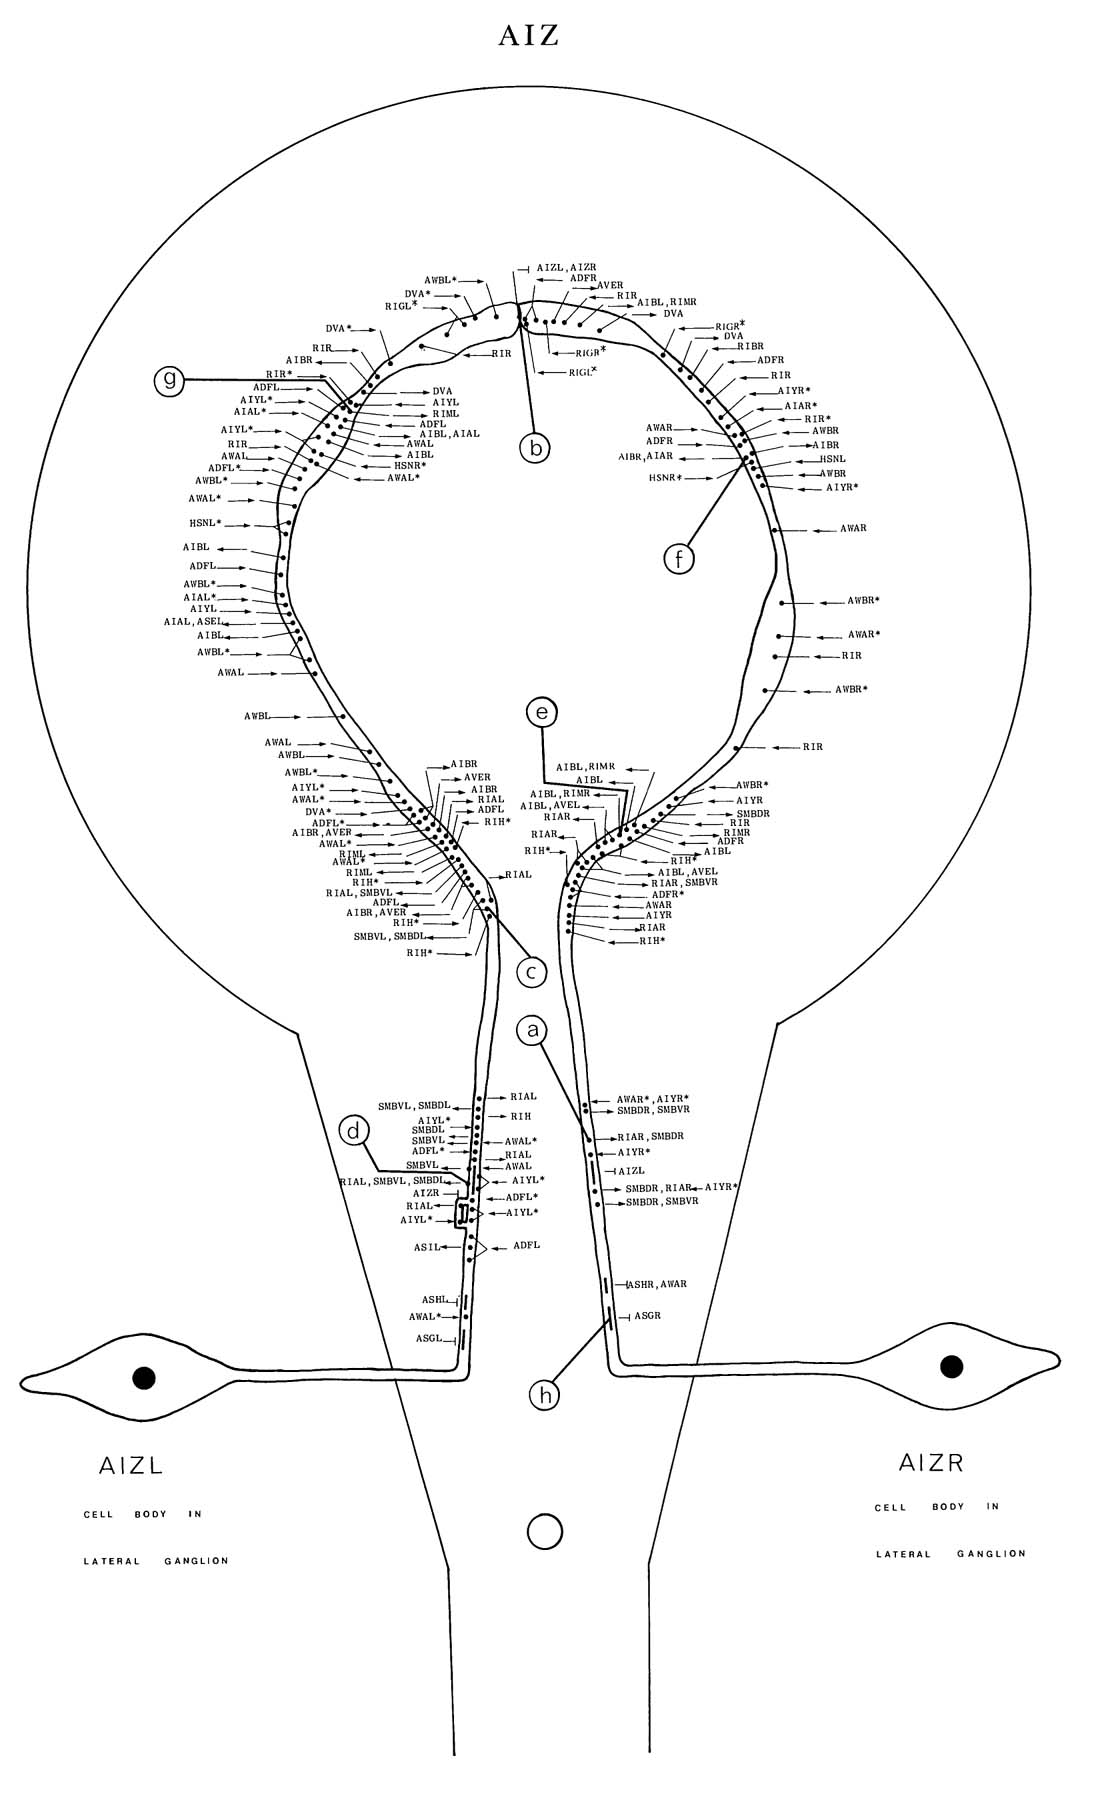 AIZ
AIZL,AIZR
ADFR
AWBL*
AVER
DVA*
RIR
RIGL*
AIBL,RIMR
DVA
DVA*
RIGR*
DVA
RIR
RIBR
RIGR*
RIR
AIBR
ADFR
RIGL*
RIR*
RIR
g
ADFL
DVA
AIYR*
AIYL*
AIYL
AIAR*
AIAL*
RIML
RIR*
ADFL
AIYL*
AIBL,AIAL
AWAR
AWBR
RIR
AWAL
ADFR
AIBR
b
AWAL
AIBL
AIBR,AIAR
HSNL
ADFL*
HSNR*
AWBR
AWBL*
AWAL*
HSNR*
AIYR*
AWAL*
HSNL*
AWAR
AIBL
f
ADFL
AWBL*
AIAL*
AWBR*
AIYL
AIAL,ASEL
AIBL
AWAR*
AWBL*
RIR
AWAL
AWBR*
e
AWBL
AWAL
RIR
AWBL
AIBR
AIBL,RIMR
AWBL*
AVER
AIBL
AWBR*
AIYL*
AIBR
AIBL,RIMR
AWAL*
RIAL
AIBL,AVEL
AIYR
DVA*
ADFL
RIAR
SMBDR
ADFL*
RIH*
RIR
AIBR,AVER
RIAR
RIMR
AWAL*
ADFR
RIML
RIH*
AIBL
AWAL*
RIH*
RIML
RIAL
AIBL,AVEL
RIH*
RIAR,SMBVR
RIAL,SMBVL
ADFR*
ADFL
AWAR
AIBR,AVER
AIYR
RIH*
RIAR
SMBVL,SMBDL
RIH*
RIH*
c
a
RIAL
AWAR*,AIYR*
SMBVL,SMBDL
SMBDR,SMBVR
RIH
AIYL*
d
SMBDL
SMBVL
AWAL*
RIAR,SMBDR
ADFL*
RIAL
AIYR*
SMBVL
AWAL
AIZL
RIAL,SMBVL,SMBDL
AIYL*
SMBDR,RIAR
AIYR*
AIZR
ADFL*
SMBDR,SMBVR
RIAL
AIYL*
AIYL*
ASIL
ADFL
ASHR,AWAR
ASHL
AWAL*
ASGR
ASGL
h
AIZL
AIZR
CELL BODY IN
LATERAL GANGLION
CELL BODY IN
LATERAL GANGLION